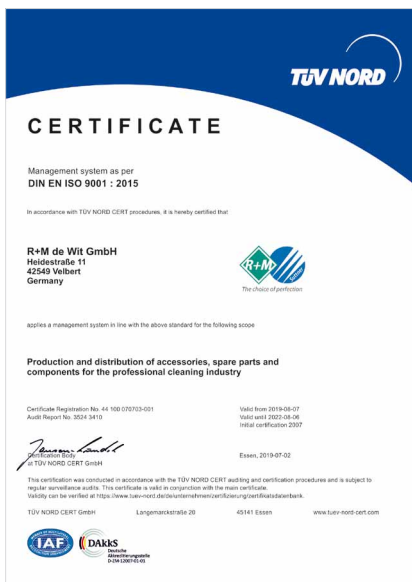 TÜV NORD
CERTIFICATE
Management system as per
DIN EN ISO 9001 : 2015
In accordance with TÜV NORD CERT procedures, it is hereby certified that
R+M de Wit GmbH
Heidestraße 11
42549 Velbert
Germany
R+M
The choice of perfection
applies a management system in line with the above standard for the following scope
Production and distribution of accessories, spare parts and
components for the professional cleaning industry
Certificate Registration No. 44 100 070703-001
Audit Report No. 3524 3410
Valid from 2019-08-07
Valid until 2022-08-06
Initial certification 2007
Certification Body
at TÜV NORD CERT GmbH
Essen, 2019-07-02
This certification was conducted in accordance with the TÜV NORD CERT auditing and certification procedures and is subject to
regular surveillance audits. This certificate is valid in conjunction with the main certificate.
Validity can be verified at https://www.tuev-nord.de/de/unternehmen/zertifizierung/zertifikatsdatenbank.
TÜV NORD CERT GmbH Langemarckstraße 20 45141 Essen www.tuev-nord-cert.com
IAF
DAkkS
Deutsche
Akkreditierungsstelle
D-ZM-12007-01-01